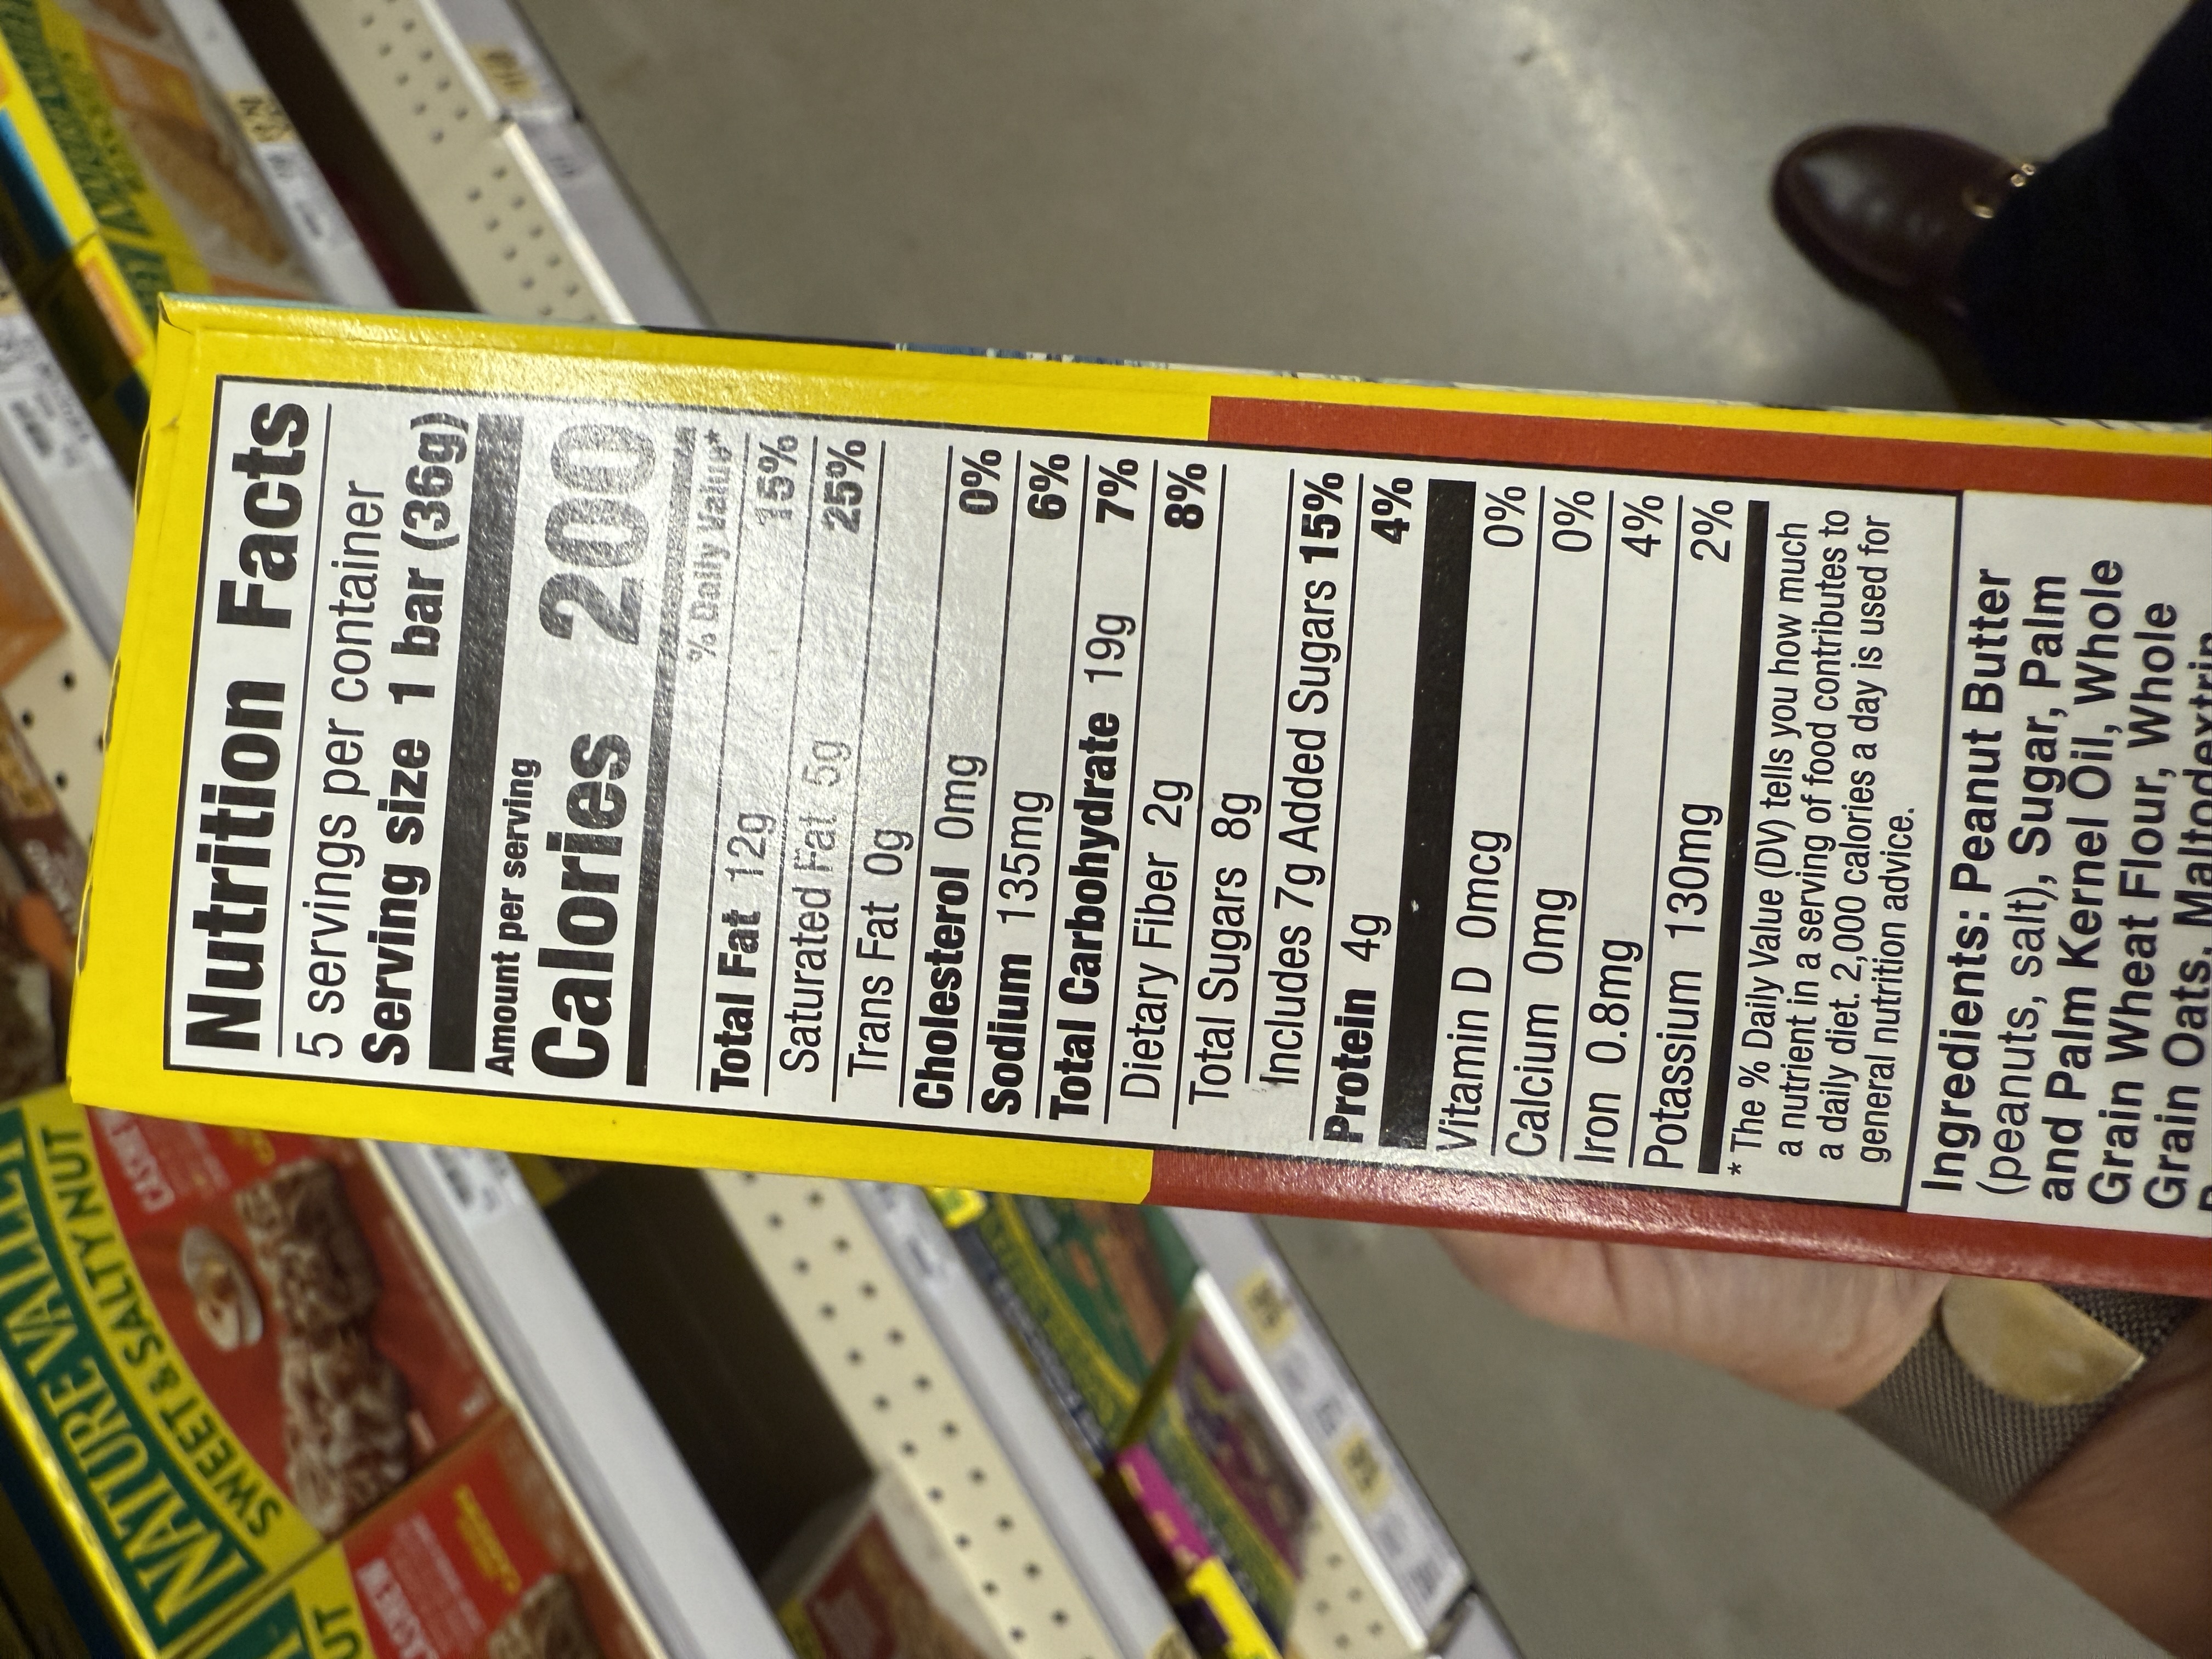 Nutrition Facts
5 servings per container
Serving size 1 bar (36g)
Amount per serving
Calories 200
% Daily Value*
Total Fat 12g 15%
Saturated Fat 5g 25%
Trans Fat 0g
Cholesterol 0mg 0%
Sodium 135mg 6%
Total Carbohydrate 19g 7%
Dietary Fiber 2g 8%
Total Sugars 8g
Includes 7g Added Sugars 15%
Protein 4g 4%
Vitamin D 0mcg 0%
Calcium 0mg 0%
Iron 0.8mg 4%
Potassium 130mg 2%
* The % Daily Value (DV) tells you how much
a nutrient in a serving of food contributes to
a daily diet. 2,000 calories a day is used for
general nutrition advice.
Ingredients: Peanut Butter
(peanuts, salt), Sugar, Palm
and Palm Kernel Oil, Whole
Grain Wheat Flour, Whole
Grain Oats, Maltodextrin
NATURE VALLEY
SWEET & SALTY NUT
CASHEW